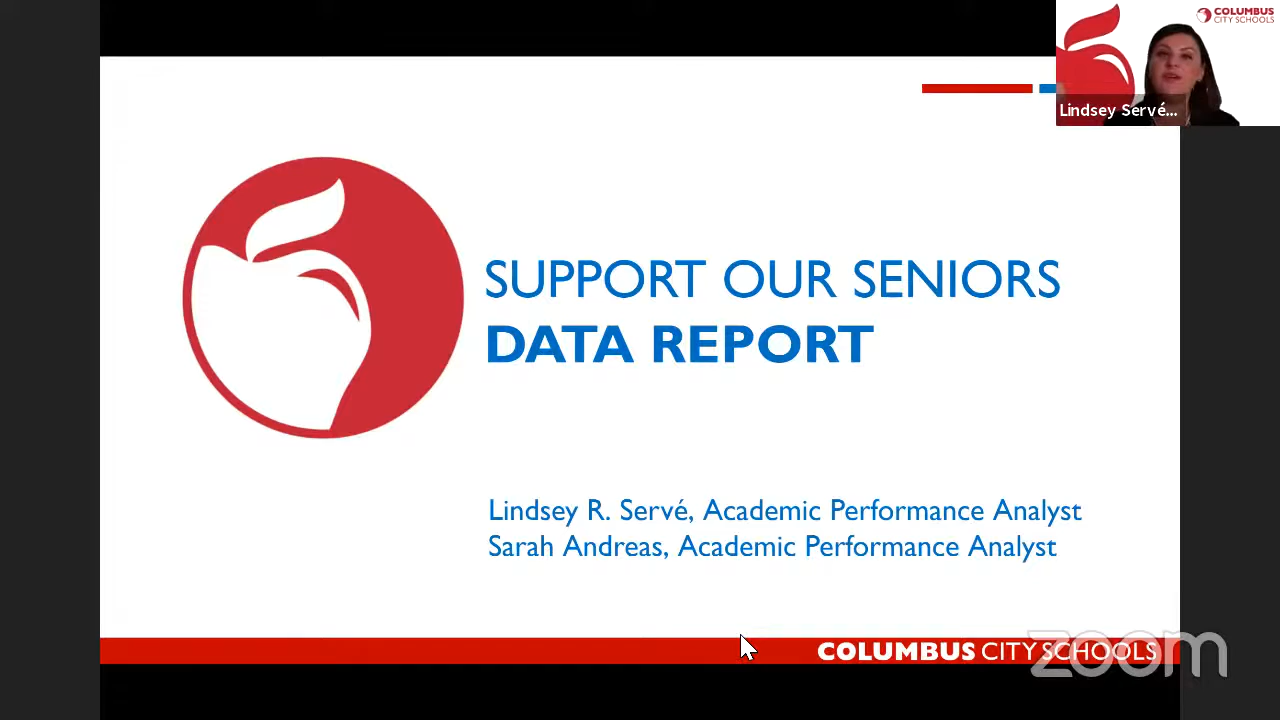 COLUMBUS
CITY SCHOOLS
Lindsey Servé...
SUPPORT OUR SENIORS
DATA REPORT
Lindsey R. Servé, Academic Performance Analyst
Sarah Andreas, Academic Performance Analyst
COLUMBUS CITY SCHOOLS
zoom